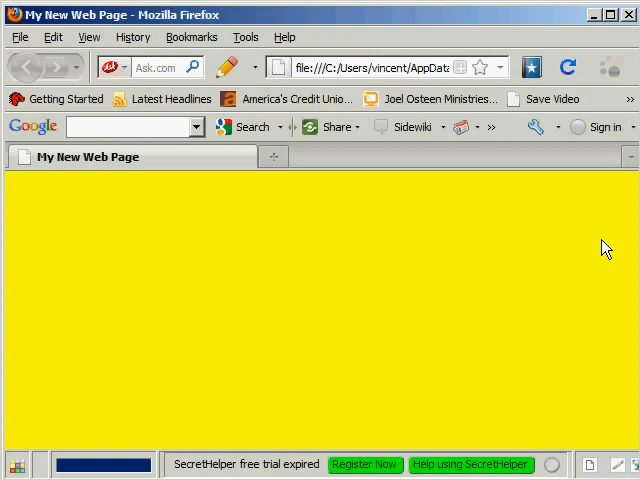 My New Web Page - Mozilla Firefox
File Edit View History Bookmarks Tools Help
Ask Ask.com file:///C:/Users/vincent/AppData
Getting Started Latest Headlines America's Credit Unio... Joel Osteen Ministries... Save Video »
Google Search Share Sidewiki » Sign in
My New Web Page
SecretHelper free trial expired Register Now Help using SecretHelper